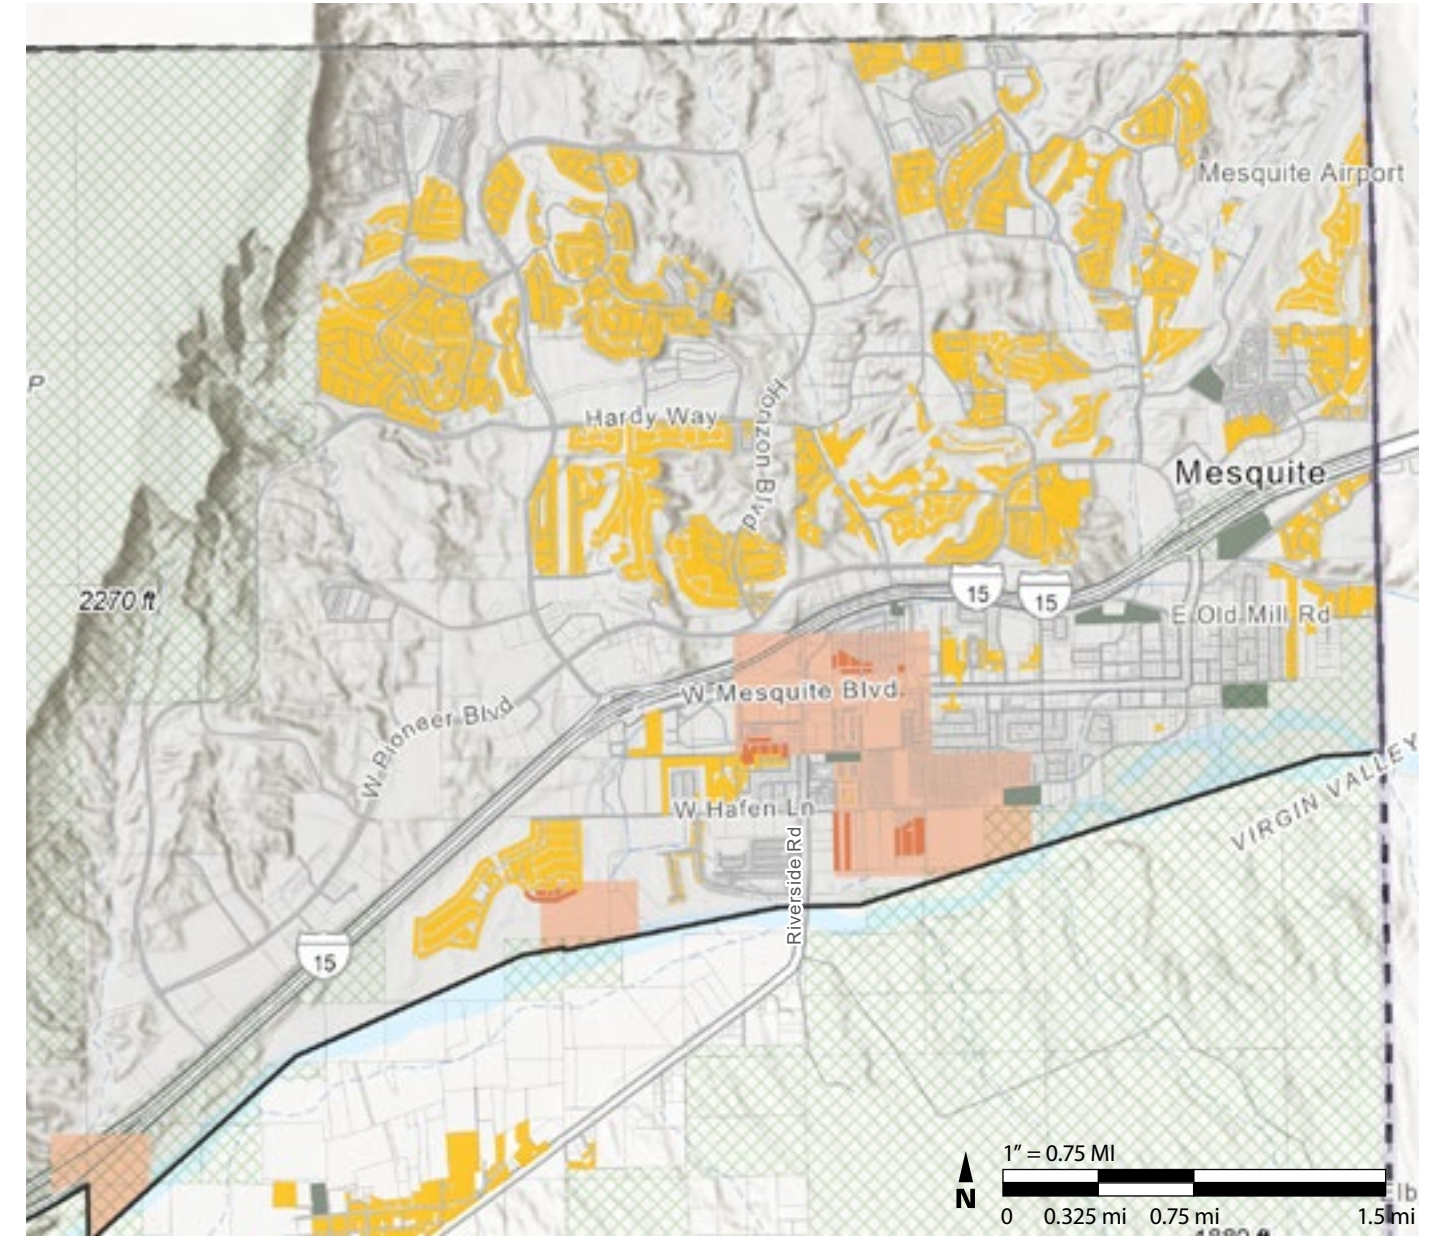 Mesquite Airport
P
Hardy Way
Horizon Blvd
Mesquite
2270 ft
15
15
E Old Mill Rd
W Mesquite Blvd
W Pioneer Blvd
W Hafen Ln
VIRGIN VALLEY
Riverside Rd
15
1” = 0.75 MI
N
0 0.325 mi 0.75 mi 1.5 mi